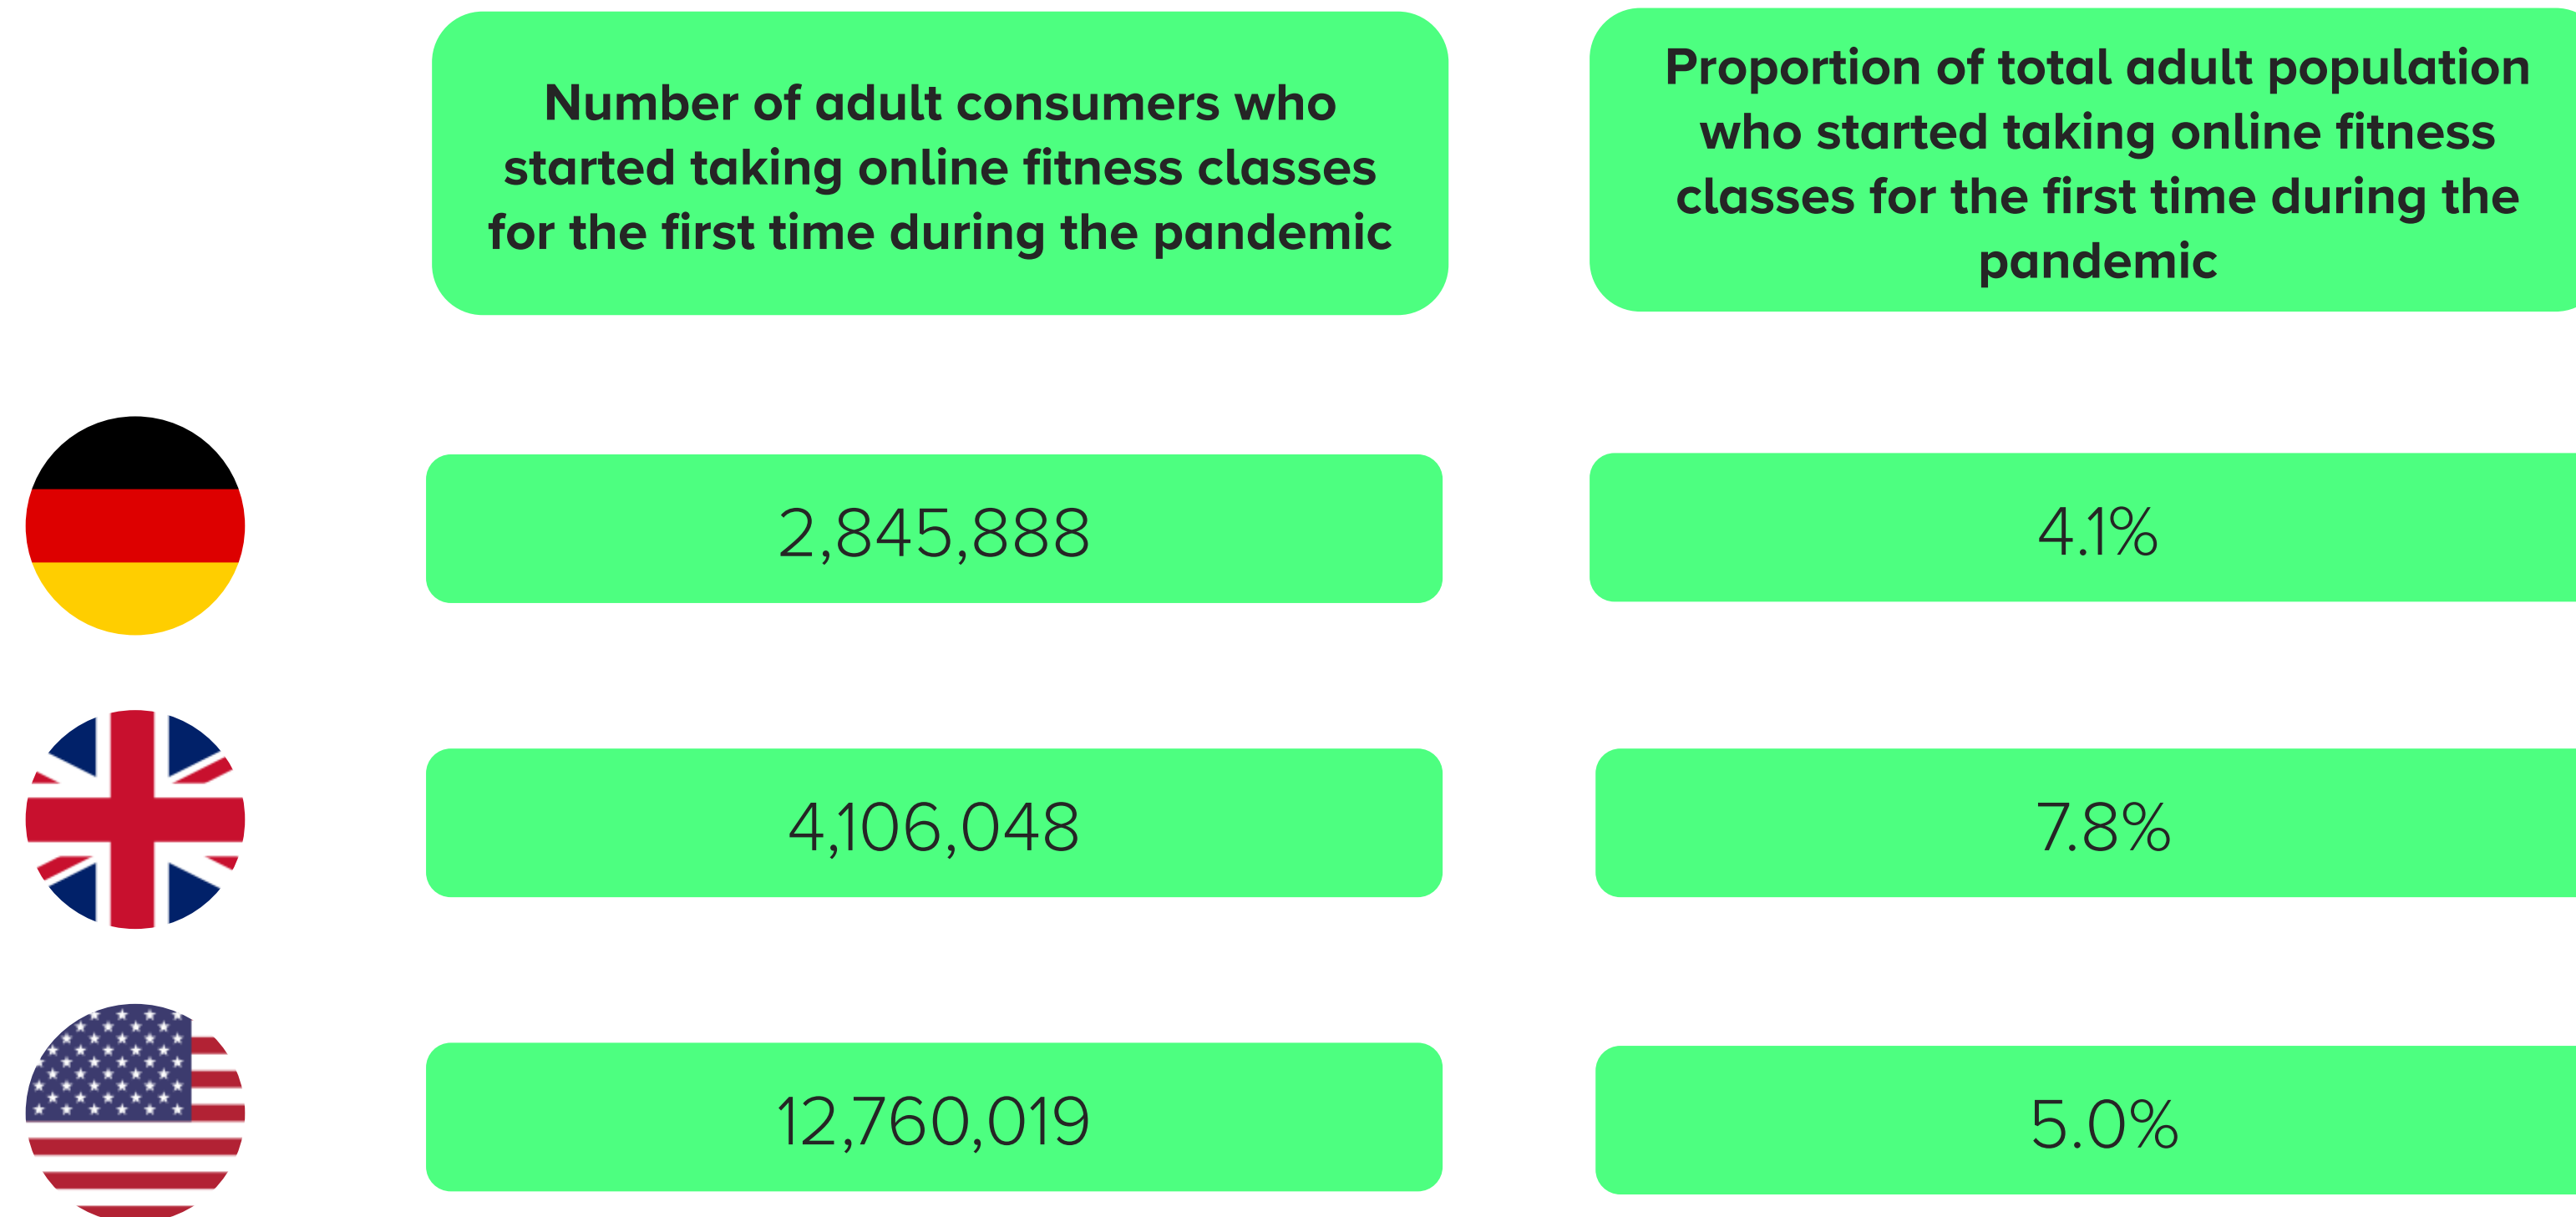 Number of adult consumers who
started taking online fitness classes
for the first time during the pandemic
Proportion of total adult population
who started taking online fitness
classes for the first time during the
pandemic
2,845,888
4.1%
4,106,048
7.8%
12,760,019
5.0%